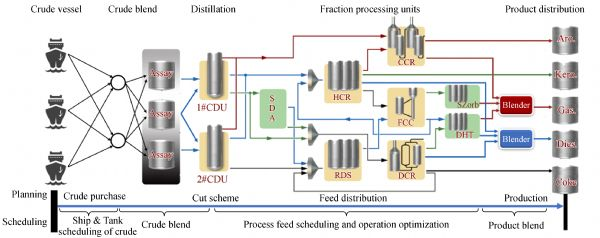 Crude vessel
Crude blend
Distillation
Fraction processing units
Product distribution
Assay
Assay
Assay
1#CDU
2#CDU
S
D
A
CCR
HCR
FCC
RDS
DCR
SZorb
DHT
Blender
Blender
Aro.
Kero.
Gas.
Dies.
Coke
Planning
Scheduling
Crude purchase
Cut scheme
Feed distribution
Production
Ship & Tank
scheduling of crude
Crude blend
Process feed scheduling and operation optimization
Product blend